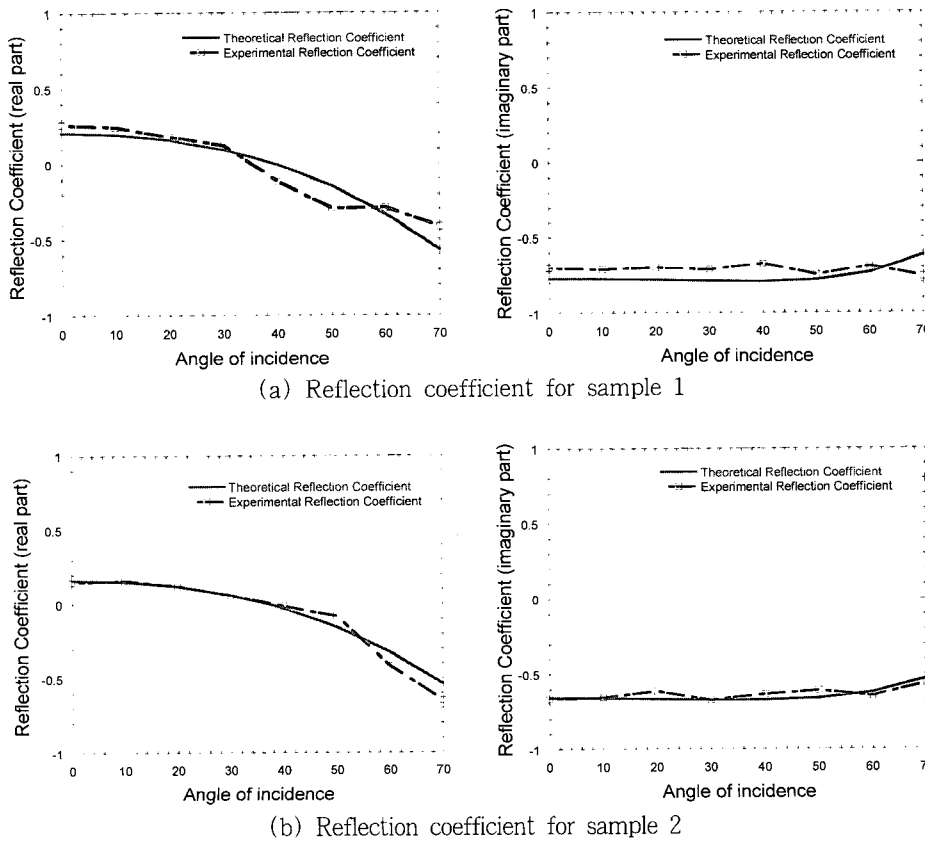 Reflection Coefficient (real part)
1
0.5
0
-0.5
-1
Theoretical Reflection Coefficient
Experimental Reflection Coefficient
0 10 20 30 40 50 60 70
Angle of incidence
Reflection Coefficient (imaginary part)
1
0.5
0
-0.5
-1
Theoretical Reflection Coefficient
Experimental Reflection Coefficient
0 10 20 30 40 50 60 70
Angle of incidence
(a) Reflection coefficient for sample 1
Reflection Coefficient (real part)
1
0.5
0
-0.5
-1
Theoretical Reflection Coefficient
Experimental Reflection Coefficient
0 10 20 30 40 50 60 70
Angle of incidence
Reflection Coefficient (imaginary part)
1
0.5
0
-0.5
-1
Theoretical Reflection Coefficient
Experimental Reflection Coefficient
0 10 20 30 40 50 60
Angle of incidence
(b) Reflection coefficient for sample 2